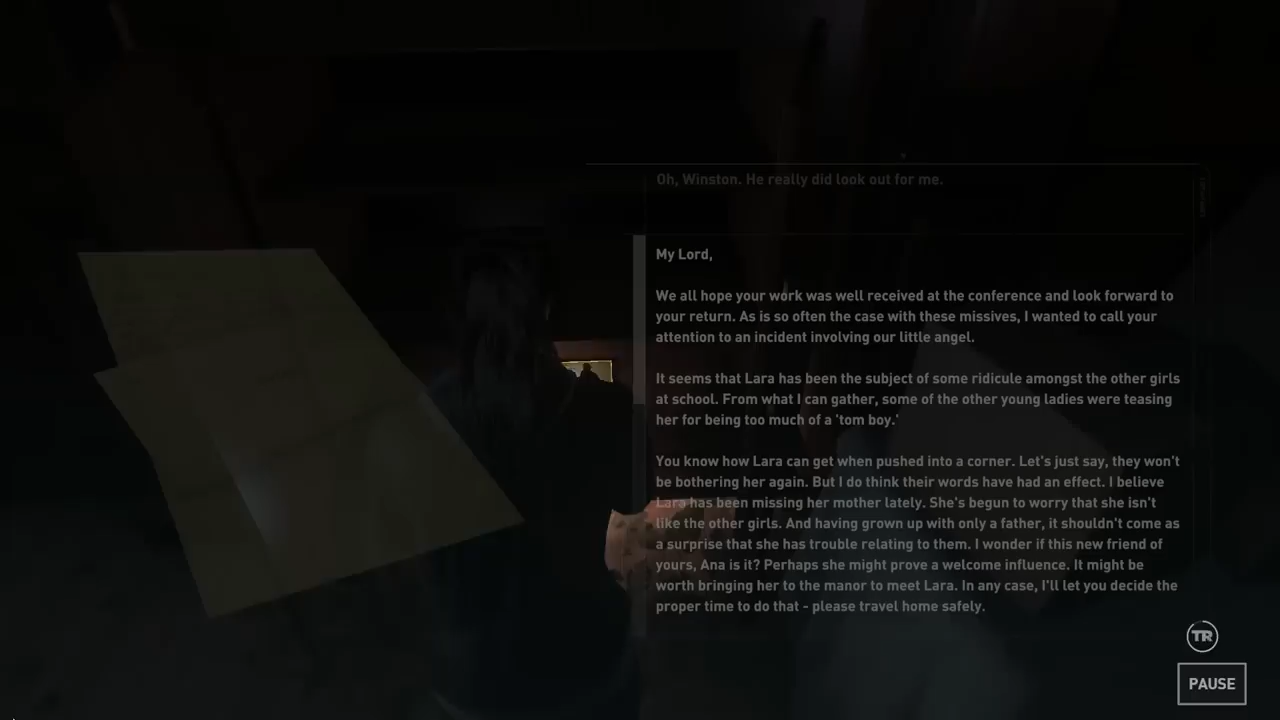 Oh, Winston. He really did look out for me.
My Lord,
We all hope your work was well received at the conference and look forward to
your return. As is so often the case with these missives, I wanted to call your
attention to an incident involving our little angel.
It seems that Lara has been the subject of some ridicule amongst the other girls
at school. From what I can gather, some of the other young ladies were teasing
her for being too much of a 'tom boy.'
You know how Lara can get when pushed into a corner. Let's just say, they won't
be bothering her again. But I do think their words have had an effect. I believe
Lara has been missing her mother lately. She's begun to worry that she isn't
like the other girls. And having grown up with only a father, it shouldn't come as
a surprise that she has trouble relating to them. I wonder if this new friend of
yours, Ana is it? Perhaps she might prove a welcome influence. It might be
worth bringing her to the manor to meet Lara. In any case, I'll let you decide the
proper time to do that - please travel home safely.
TR
PAUSE